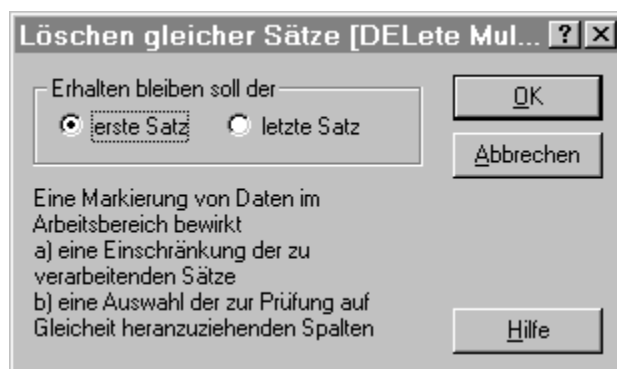 Löschen gleicher Sätze [DELete Mul...
Erhalten bleiben soll der
erste Satz letzte Satz
OK
Abbrechen
Eine Markierung von Daten im
Arbeitsbereich bewirkt
a) eine Einschränkung der zu
verarbeitenden Sätze
b) eine Auswahl der zur Prüfung auf
Gleicheit heranzuziehenden Spalten
Hilfe